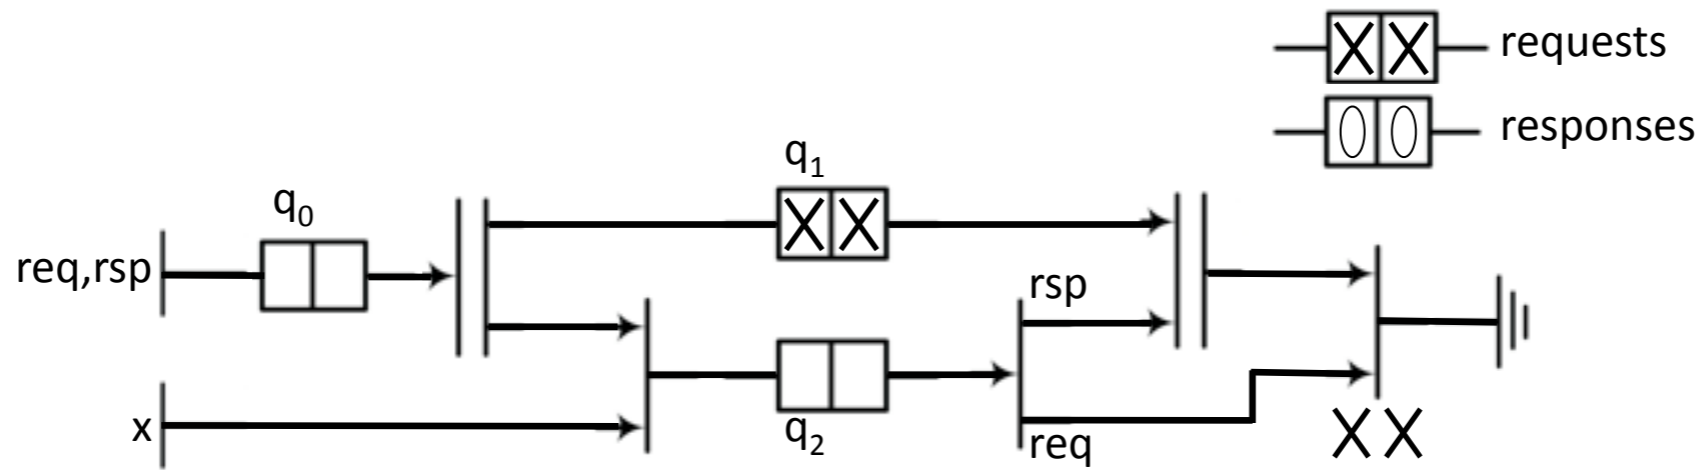 requests
responses
q1
q0
req,rsp
rsp
x
q2
req
X X